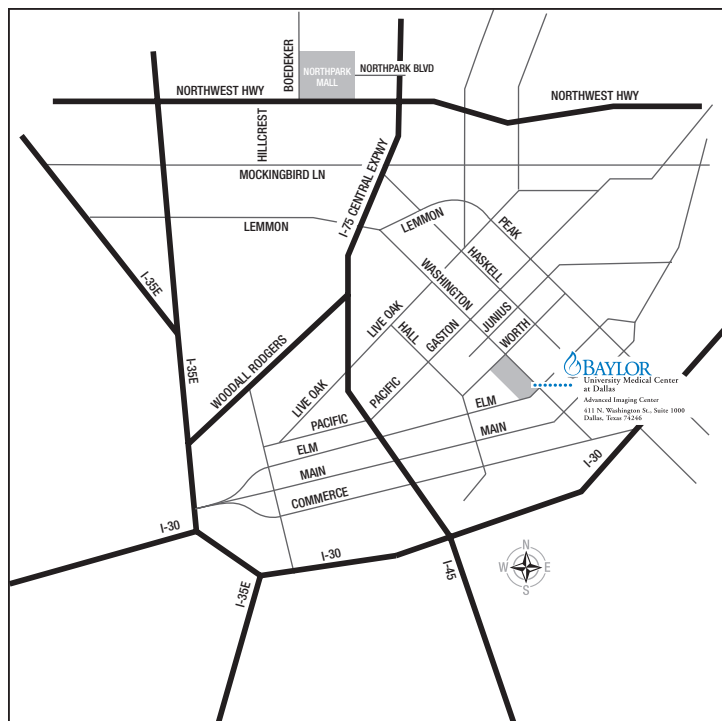 BOEDEKER
NORTHPARK
MALL
NORTHPARK BLVD
NORTHWEST HWY
NORTHWEST HWY
HILLCREST
MOCKINGBIRD LN
I-75 CENTRAL EXPWY
LEMMON
LEMMON
PEAK
HASKELL
WASHINGTON
I-35E
I-35E
WOODALL RODGERS
LIVE OAK
HALL
GASTON
JUNIUS
WORTH
BAYLOR
University Medical Center
at Dallas
Advanced Imaging Center
411 N. Washington St., Suite 1000
Dallas, Texas 74246
LIVE OAK
PACIFIC
PACIFIC
ELM
ELM
MAIN
MAIN
COMMERCE
I-30
I-30
I-30
I-35E
I-45
N
W
E
S